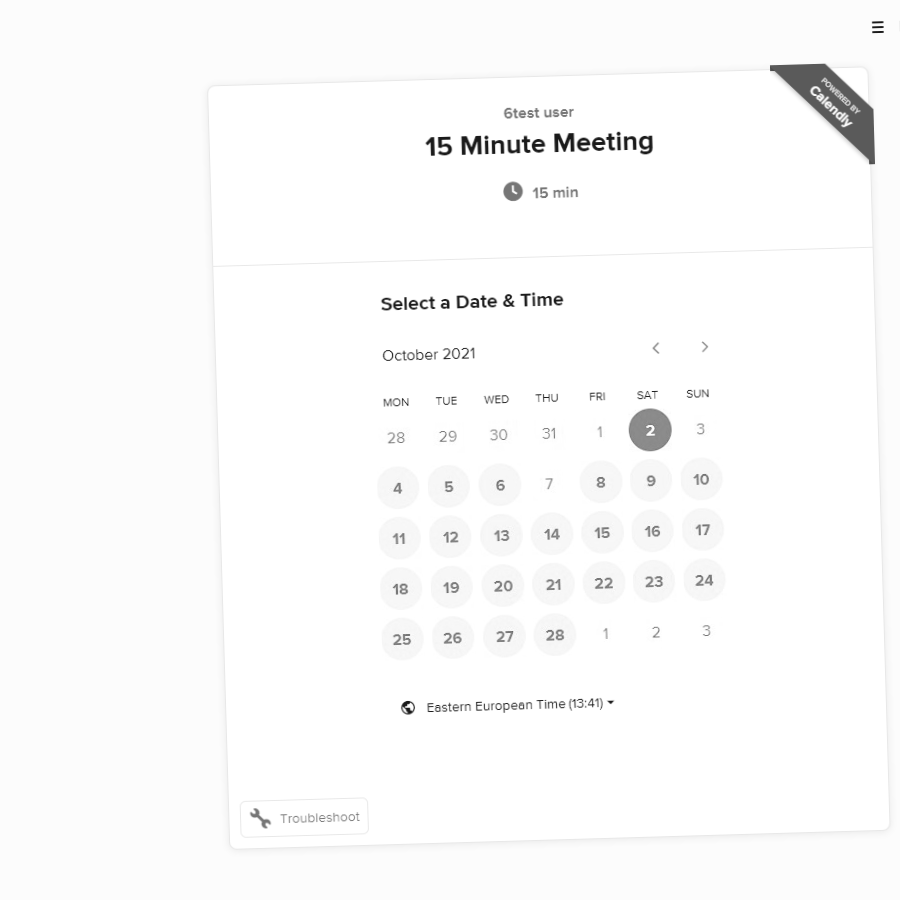 POWERED BY
Calendly
6test user
15 Minute Meeting
15 min
Select a Date & Time
October 2021
MON TUE WED THU FRI SAT SUN
28 29 30 31 1 2 3
4 5 6 7 8 9 10
11 12 13 14 15 16 17
18 19 20 21 22 23 24
25 26 27 28 1 2 3
Eastern European Time (13:41)
Troubleshoot